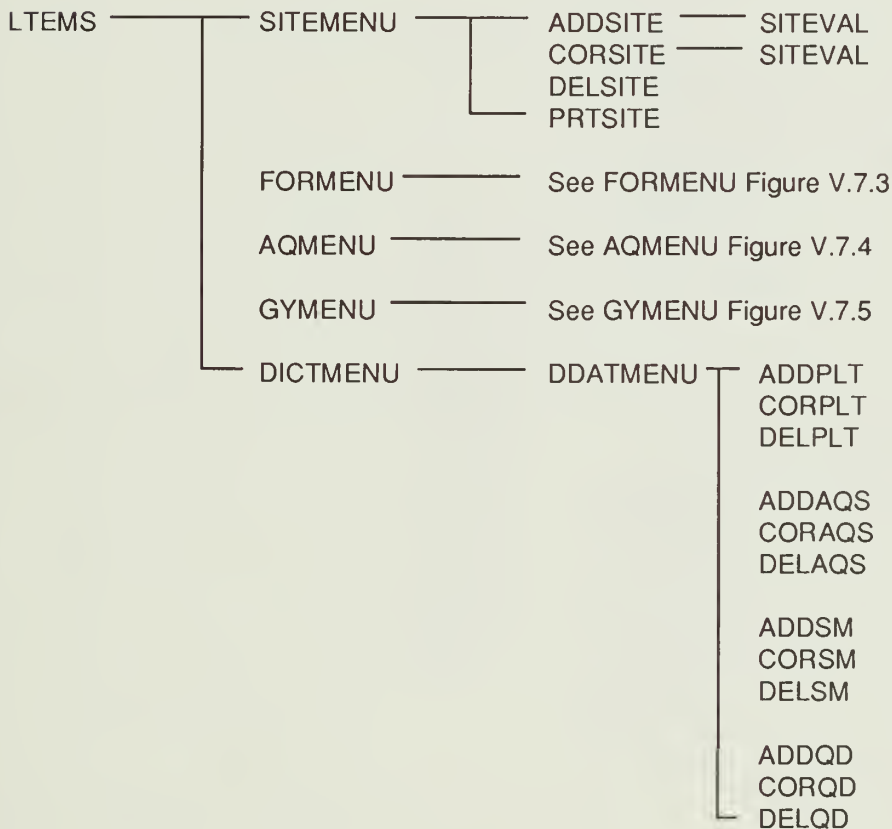 LTEMS SITEMENU ADDSITE SITEVAL
CORSITE SITEVAL
DELSITE
PRTSITE
FORMENU See FORMENU Figure V.7.3
AQMENU See AQMENU Figure V.7.4
GYMENU See GYMENU Figure V.7.5
DICTMENU DDATMENU ADDPLT
CORPLT
DELPLT
ADDAQS
CORAQS
DELAQS
ADDSM
CORSM
DELSM
ADDQD
CORQD
DELQD